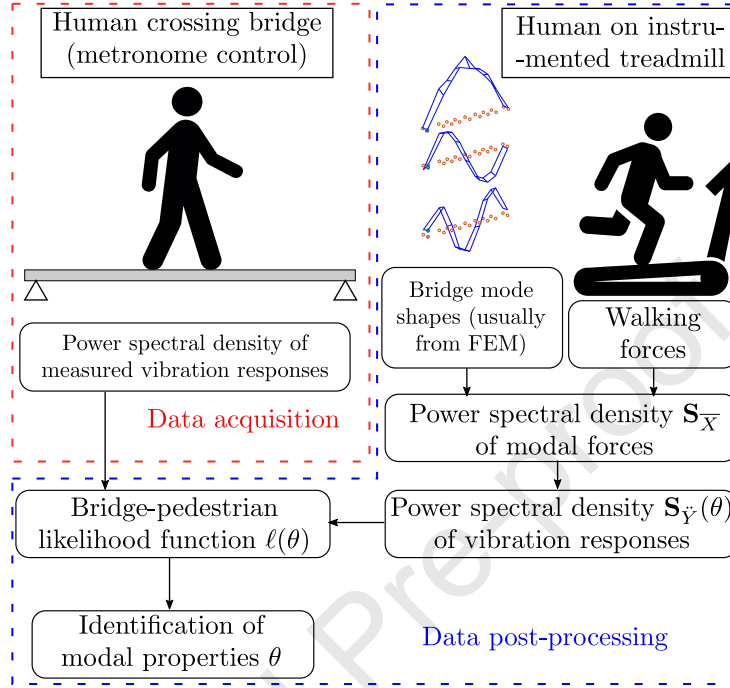 Human crossing bridge
(metronome control)
Human on instru-
-mented treadmill
Bridge mode
shapes (usually
from FEM)
Walking
forces
Power spectral density of
measured vibration responses
Data acquisition
Power spectral density S_X̅
of modal forces
Bridge-pedestrian
likelihood function ℓ(θ)
Power spectral density S_Ÿ(θ)
of vibration responses
Identification of
modal properties θ
Data post-processing
Pre-proof